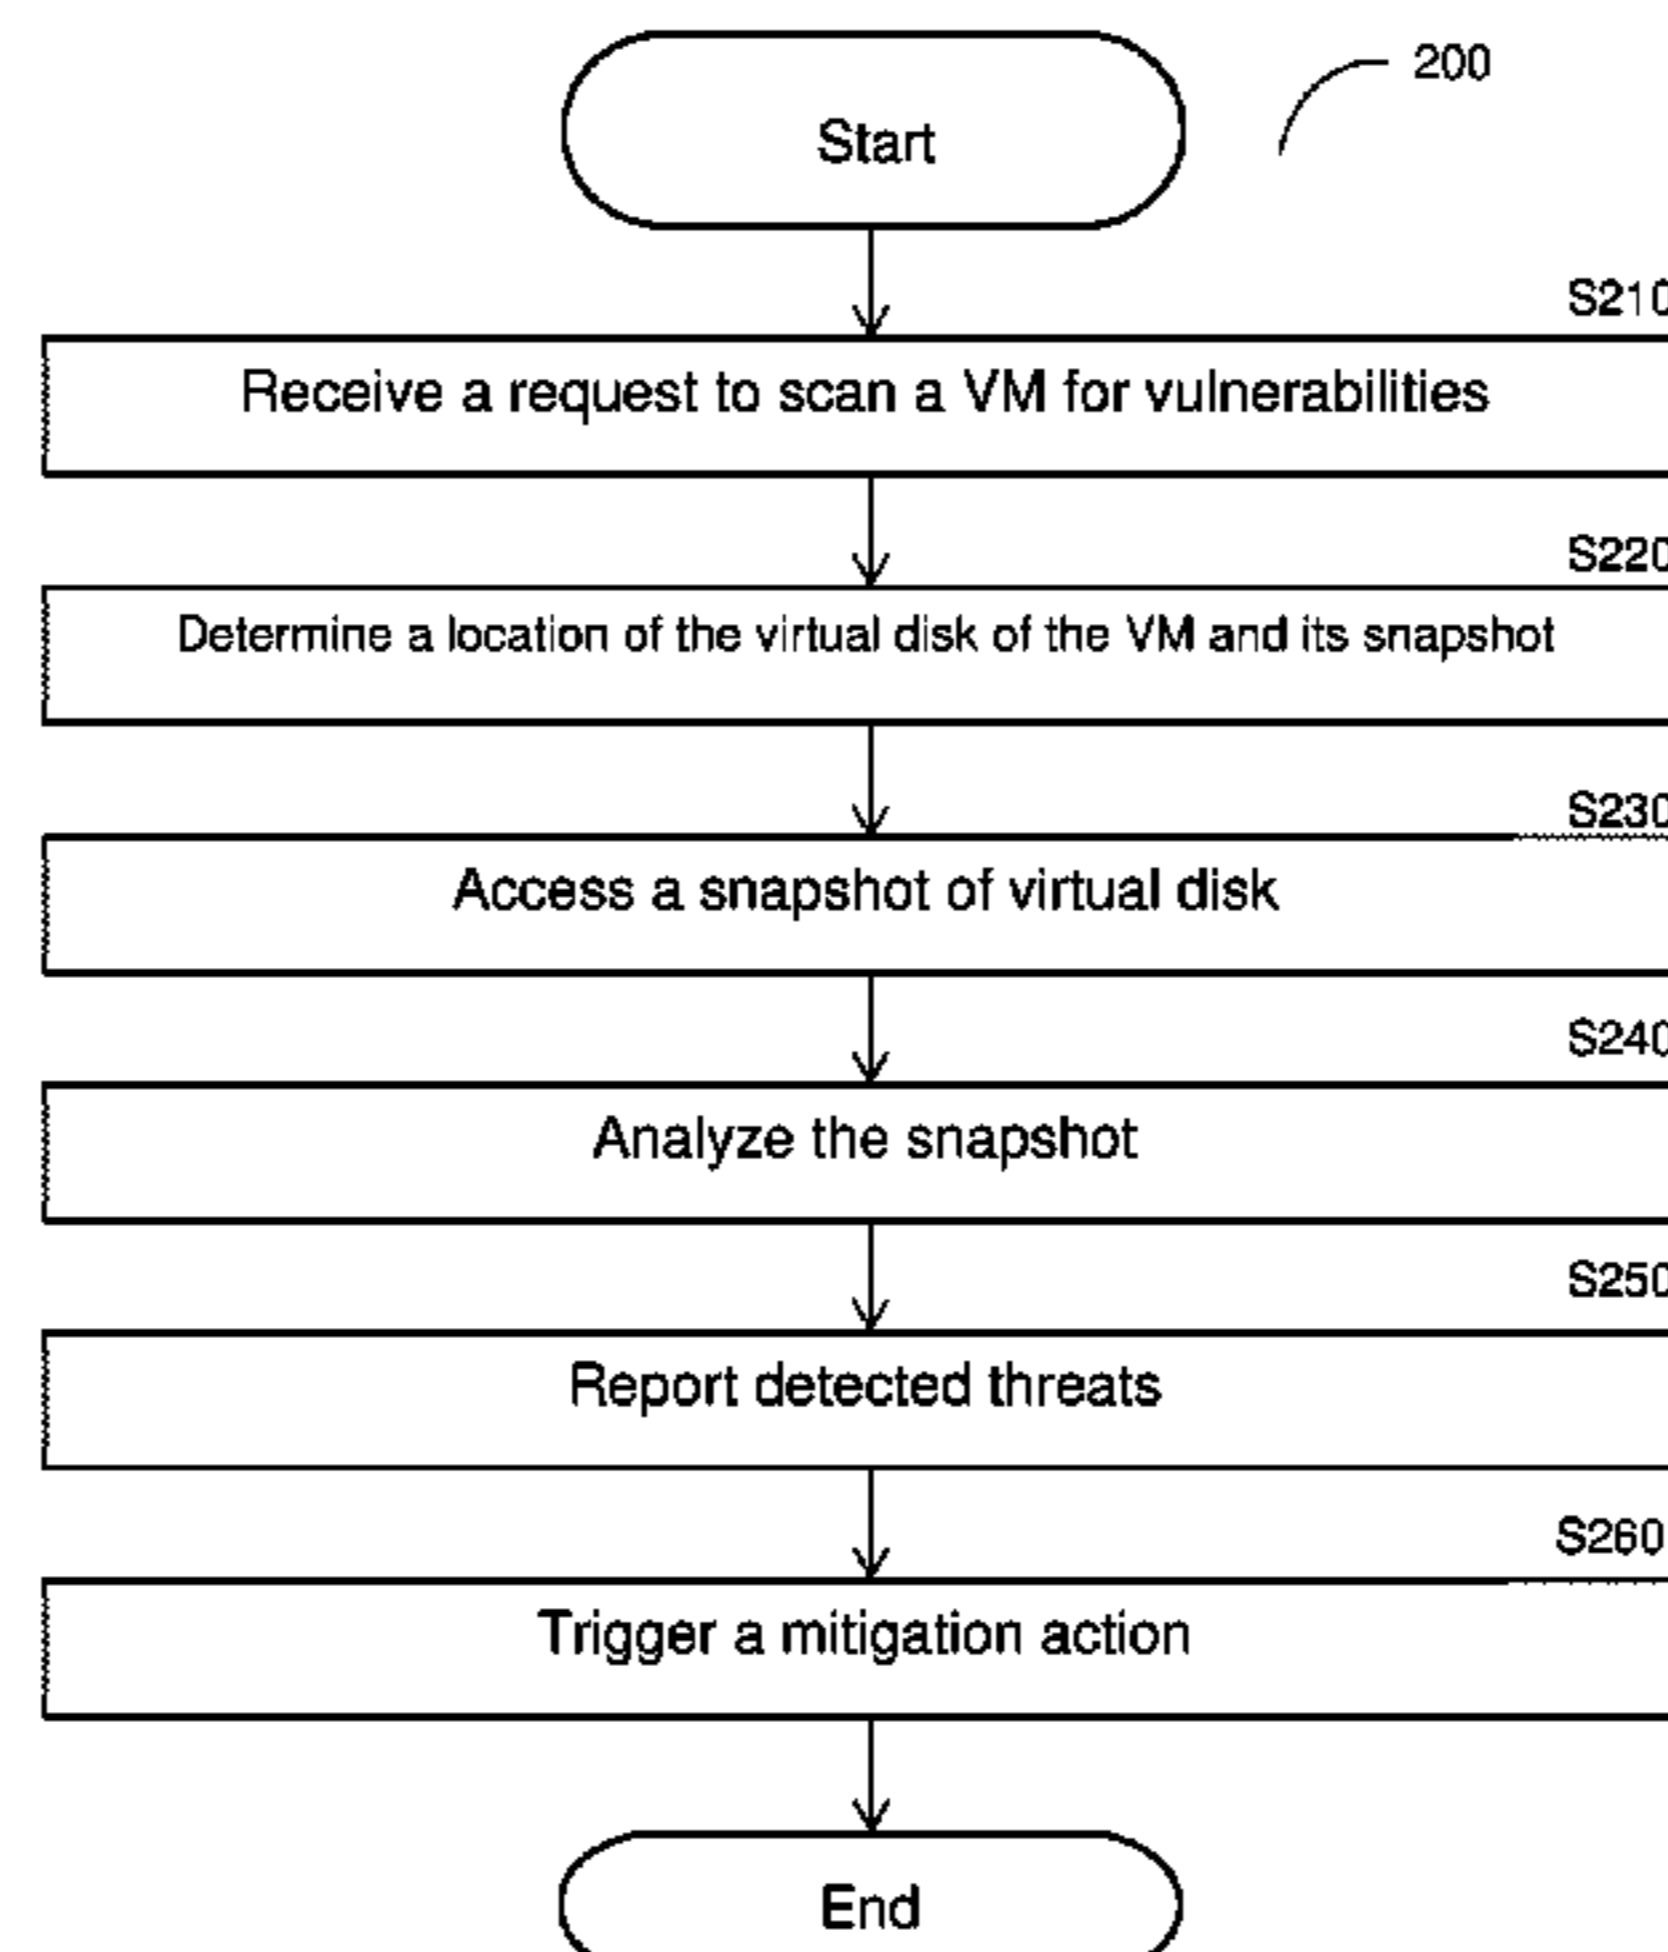 200
Start
S210
Receive a request to scan a VM for vulnerabilities
S220
Determine a location of the virtual disk of the VM and its snapshot
S230
Access a snapshot of virtual disk
S240
Analyze the snapshot
S250
Report detected threats
S260
Trigger a mitigation action
End